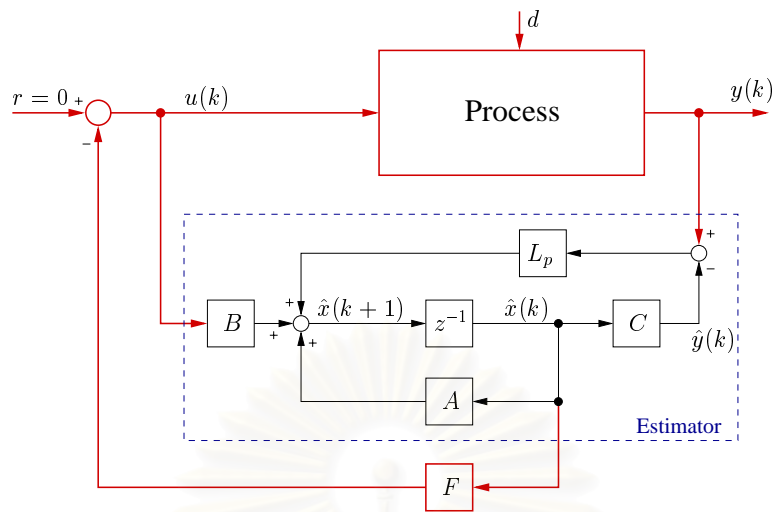 d
r = 0
+
−
u(k)
Process
y(k)
+
−
L_p
B
+
+
+
x̂(k + 1)
z⁻¹
x̂(k)
C
ŷ(k)
A
Estimator
F